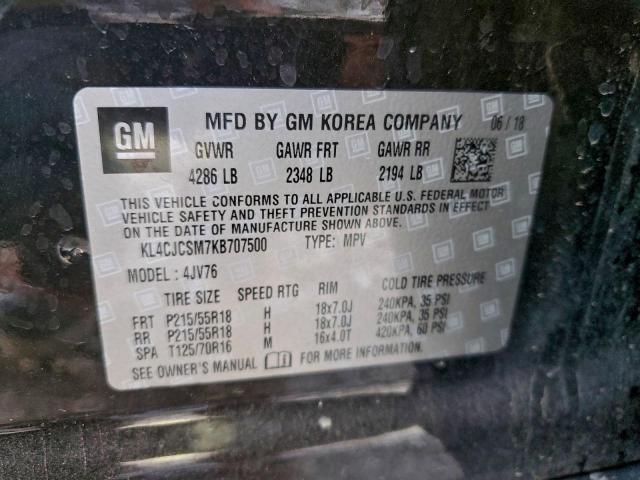 GM
MFD BY GM KOREA COMPANY 06 / 18
GVWR GAWR FRT GAWR RR
4286 LB 2348 LB 2194 LB
THIS VEHICLE CONFORMS TO ALL APPLICABLE U.S. FEDERAL MOTOR
VEHICLE SAFETY AND THEFT PREVENTION STANDARDS IN EFFECT
ON THE DATE OF MANUFACTURE SHOWN ABOVE.
KL4CJCSM7KB707500 TYPE: MPV
MODEL : 4JV76
TIRE SIZE SPEED RTG RIM COLD TIRE PRESSURE
FRT P215/55R18 H 18x7.0J 240KPA, 35 PSI
RR P215/55R18 H 18x7.0J 240KPA, 35 PSI
SPA T125/70R16 M 16x4.0T 420KPA, 60 PSI
SEE OWNER'S MANUAL i FOR MORE INFORMATION.